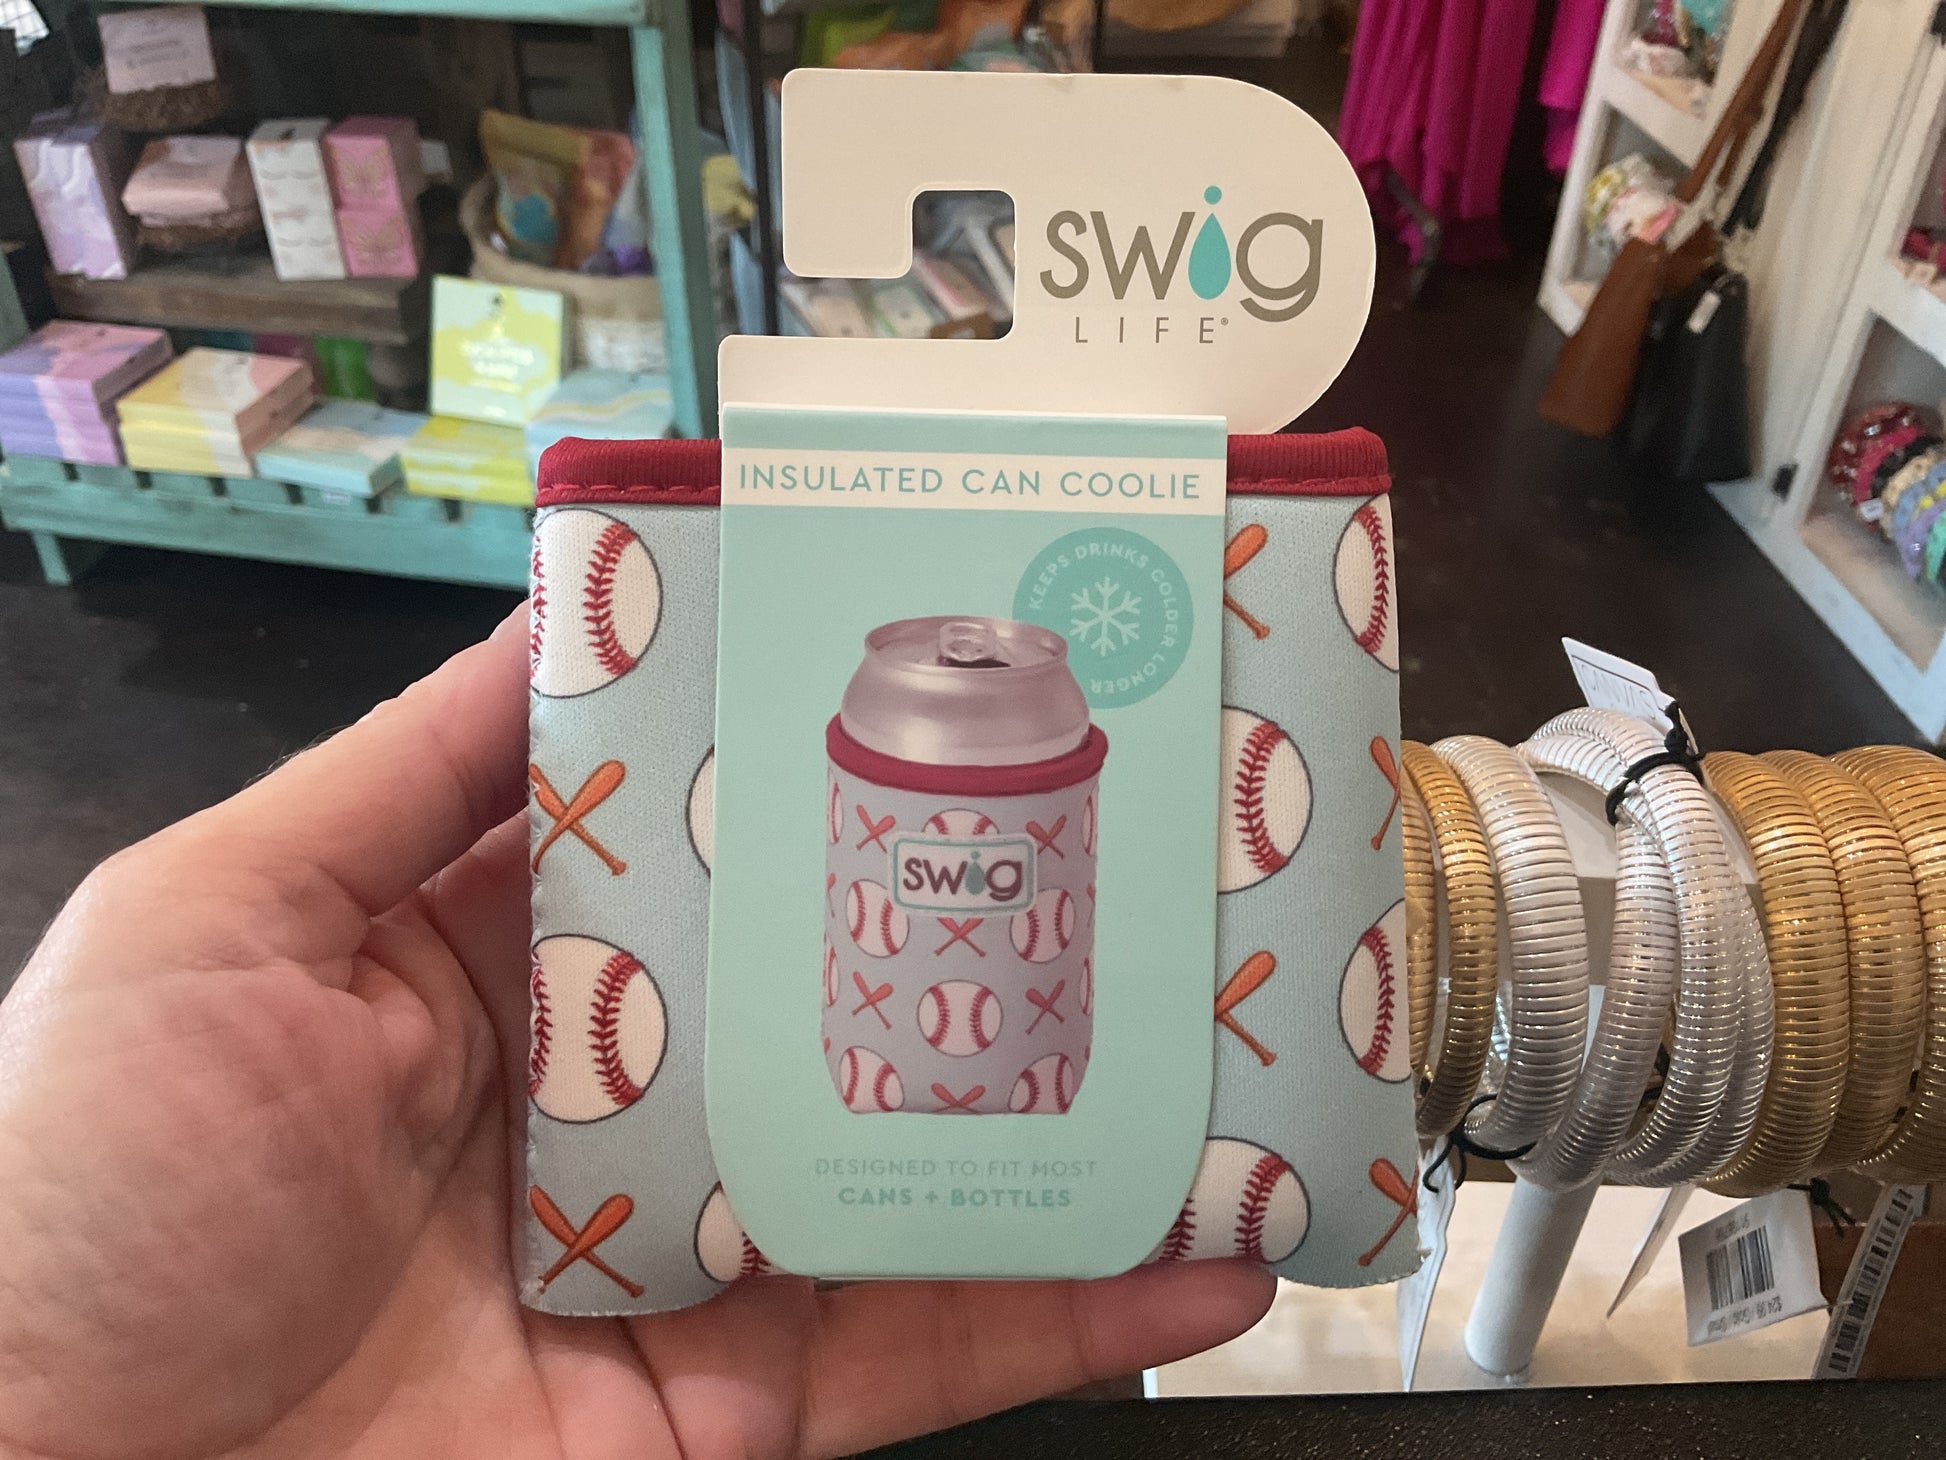 swig
LIFE®
INSULATED CAN COOLIE
KEEPS DRINKS COLDER LONGER
swig
DESIGNED TO FIT MOST
CANS + BOTTLES